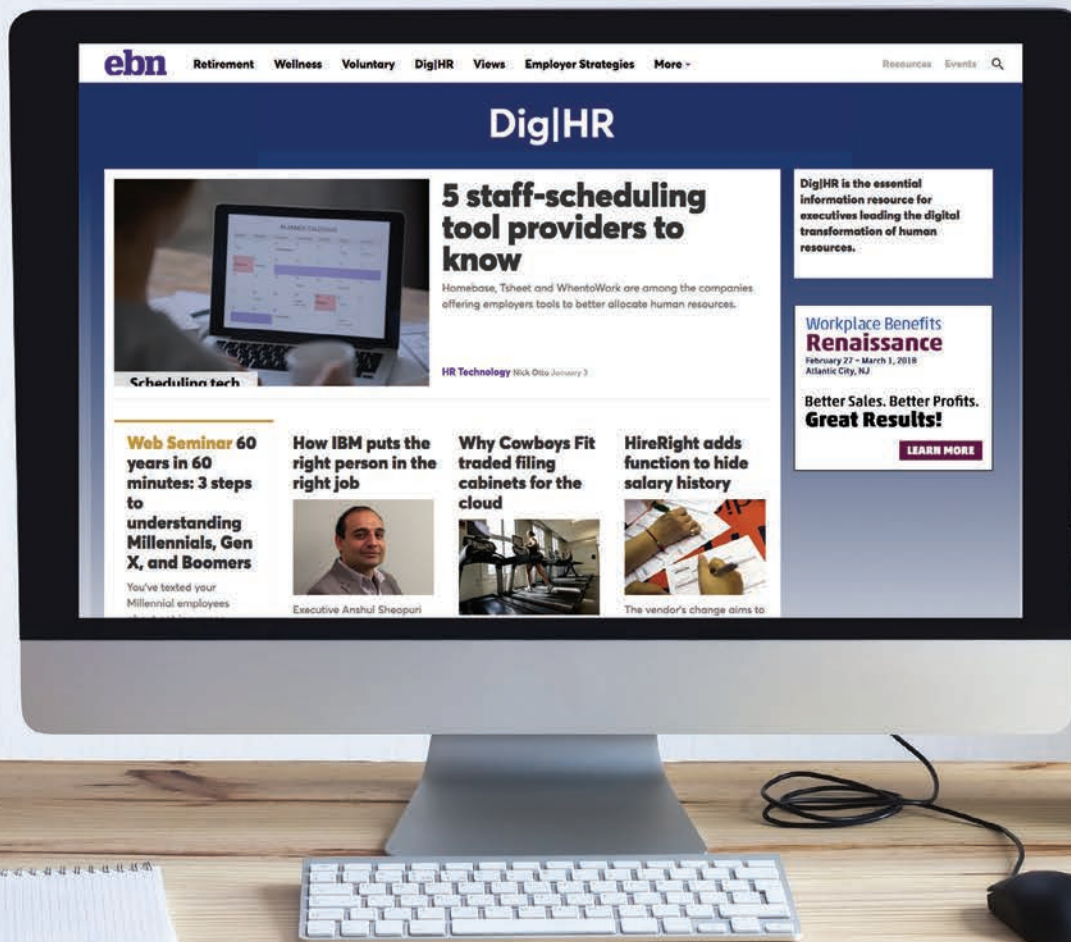 ebn Retirement Wellness Voluntary Dig|HR Views Employer Strategies More Resources Events
Dig|HR
5 staff-scheduling
tool providers to
know
Homebase, Tsheet and WhentoWork are among the companies
offering employers tools to better allocate human resources.
HR Technology Nick Otto January 3
PLANNER CALENDAR
Scheduling tech
Dig|HR is the essential
information resource for
executives leading the digital
transformation of human
resources.
Workplace Benefits
Renaissance
February 27 – March 1, 2018
Atlantic City, NJ
Better Sales. Better Profits.
Great Results!
LEARN MORE
Web Seminar 60
years in 60
minutes: 3 steps
to
understanding
Millennials, Gen
X, and Boomers
You've texted your
Millennial employees
How IBM puts the
right person in the
right job
Executive Anshul Sheopuri
Why Cowboys Fit
traded filing
cabinets for the
cloud
HireRight adds
function to hide
salary history
The vendor's change aims to